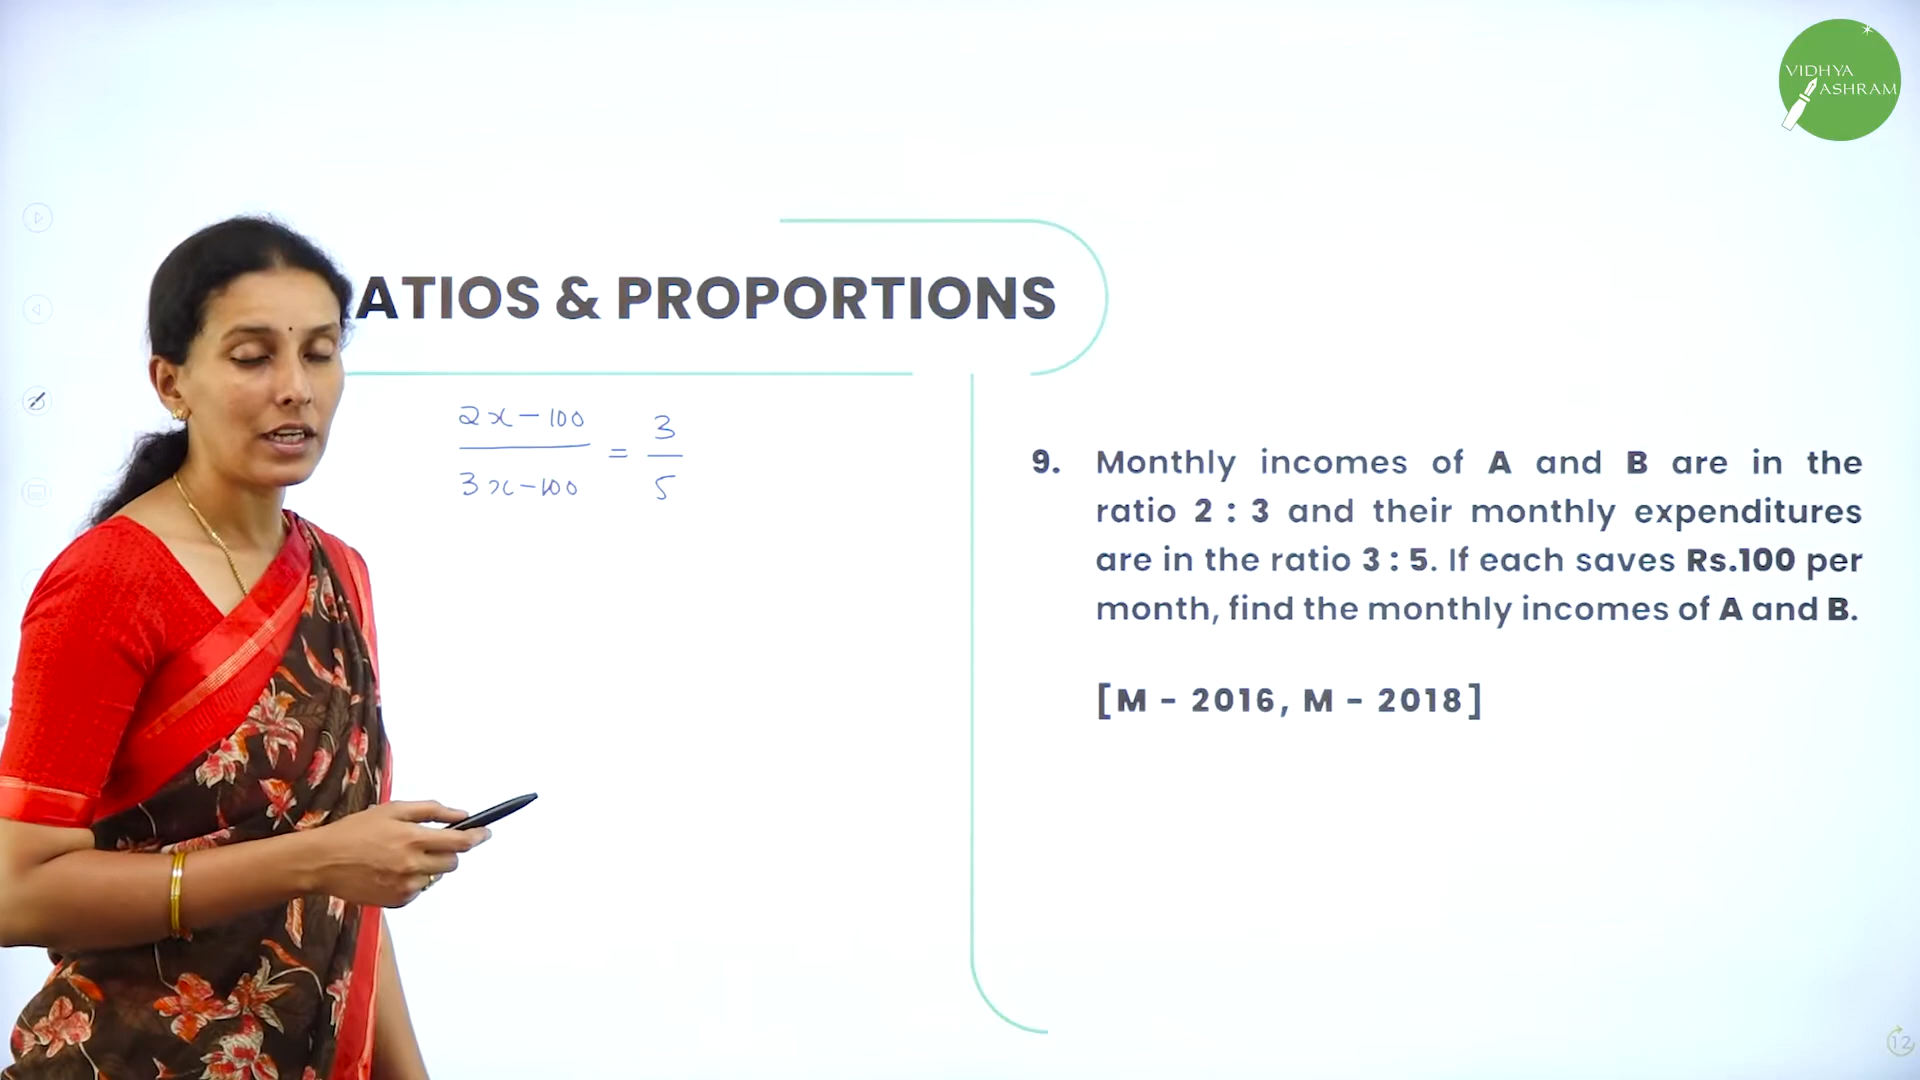 VIDHYA
ASHRAM
ATIOS & PROPORTIONS
2x - 100
3x - 100
=
3
5
9. Monthly incomes of A and B are in the
ratio 2 : 3 and their monthly expenditures
are in the ratio 3 : 5. If each saves Rs.100 per
month, find the monthly incomes of A and B.
[M - 2016, M - 2018]
12